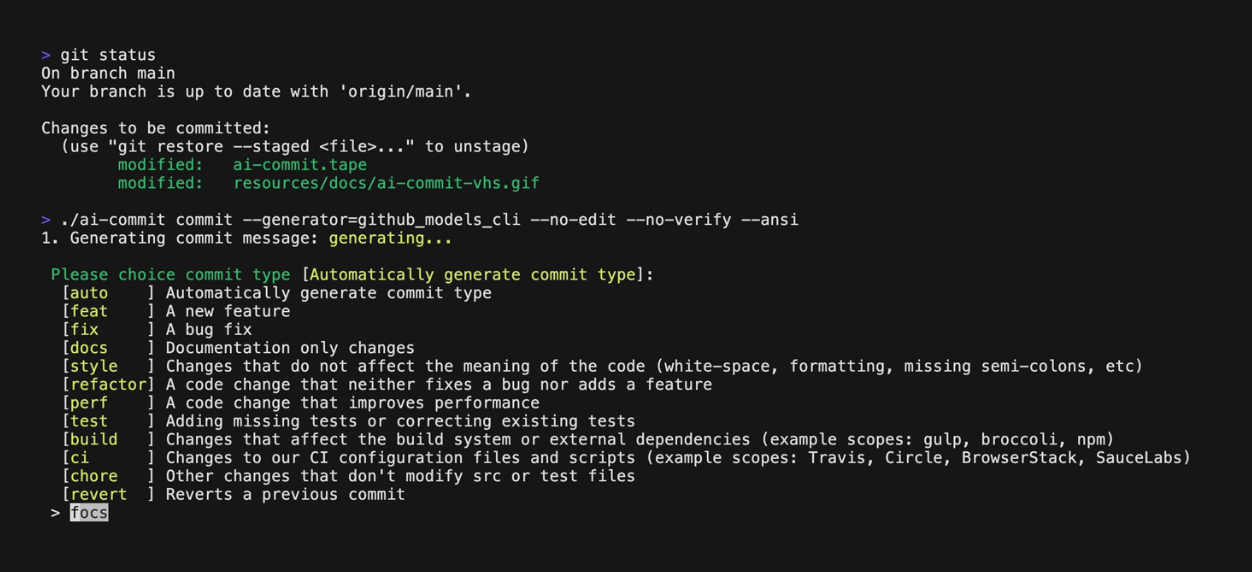 > git status
On branch main
Your branch is up to date with 'origin/main'.
Changes to be committed:
(use "git restore --staged <file>..." to unstage)
modified: ai-commit.tape
modified: resources/docs/ai-commit-vhs.gif
> ./ai-commit commit --generator=github_models_cli --no-edit --no-verify --ansi
1. Generating commit message: generating...
Please choice commit type [Automatically generate commit type]:
[auto    ] Automatically generate commit type
[feat    ] A new feature
[fix     ] A bug fix
[docs    ] Documentation only changes
[style   ] Changes that do not affect the meaning of the code (white-space, formatting, missing semi-colons, etc)
[refactor] A code change that neither fixes a bug nor adds a feature
[perf    ] A code change that improves performance
[test    ] Adding missing tests or correcting existing tests
[build   ] Changes that affect the build system or external dependencies (example scopes: gulp, broccoli, npm)
[ci      ] Changes to our CI configuration files and scripts (example scopes: Travis, Circle, BrowserStack, SauceLabs)
[chore   ] Other changes that don't modify src or test files
[revert  ] Reverts a previous commit
> focs